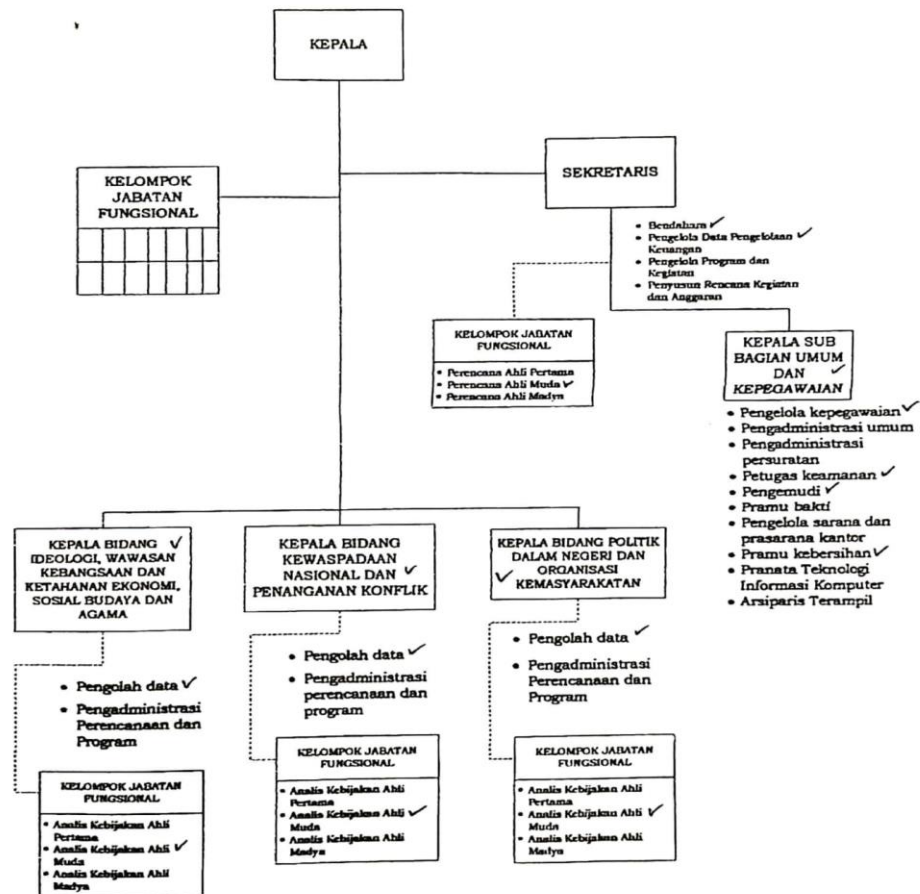 KEPALA
KELOMPOK
JABATAN
FUNGSIONAL
SEKRETARIS
• Bendahara ✓
• Pengelola Data Pengelolaan ✓
Keuangan
• Pengelola Program dan
Kegiatan
• Penyusun Rencana Kegiatan
dan Anggaran
KELOMPOK JABATAN
FUNGSIONAL
• Perencana Ahli Pertama
• Perencana Ahli Muda ✓
• Perencana Ahli Madya
KEPALA SUB
BAGIAN UMUM
DAN ✓
KEPEGAWAIAN
• Pengelola kepegawaian ✓
• Pengadministrasi umum
• Pengadministrasi
persuratan
• Petugas keamanan ✓
• Pengemudi ✓
• Pramu bakti
• Pengelola sarana dan
prasarana kantor
• Pramu kebersihan ✓
• Pranata Teknologi
Informasi Komputer
• Arsiparis Terampil
KEPALA BIDANG ✓
IDEOLOGI, WAWASAN
KEBANGSAAN DAN
KETAHANAN EKONOMI,
SOSIAL BUDAYA DAN
AGAMA
• Pengolah data ✓
• Pengadministrasi
Perencanaan dan
Program
KELOMPOK JABATAN
FUNGSIONAL
• Analis Kebijakan Ahli
Pertama
• Analis Kebijakan Ahli ✓
Muda
• Analis Kebijakan Ahli
Madya
KEPALA BIDANG
KEWASPADAAN
NASIONAL DAN ✓
PENANGANAN KONFLIK
• Pengolah data ✓
• Pengadministrasi
perencanaan dan
program
KELOMPOK JABATAN
FUNGSIONAL
• Analis Kebijakan Ahli
Pertama
• Analis Kebijakan Ahli ✓
Muda
• Analis Kebijakan Ahli
Madya
KEPALA BIDANG POLITIK
DALAM NEGERI DAN
✓ ORGANISASI
KEMASYARAKATAN
• Pengolah data ✓
• Pengadministrasi
Perencanaan dan
Program
KELOMPOK JABATAN
FUNGSIONAL
• Analis Kebijakan Ahli
Pertama
• Analis Kebijakan Ahli ✓
Muda
• Analis Kebijakan Ahli
Madya